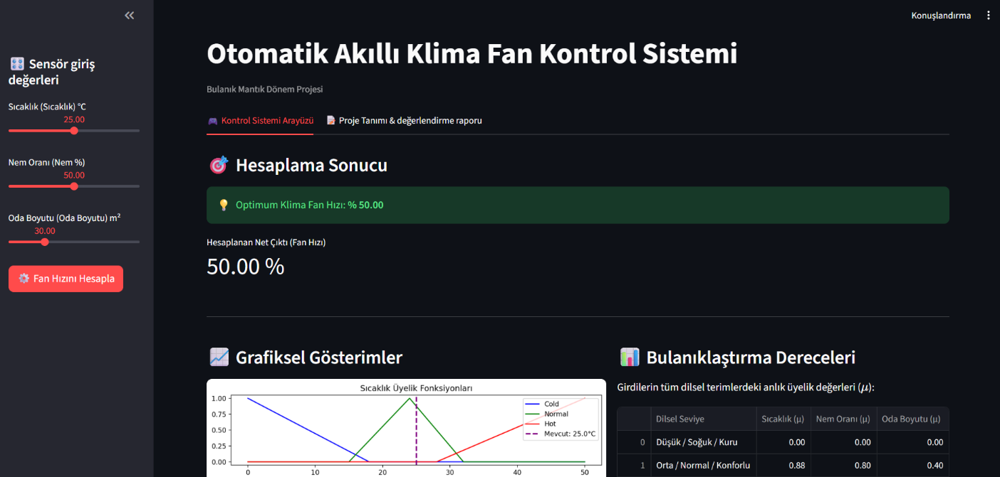 Konuşlandırma
Sensör giriş
değerleri
Sıcaklık (Sıcaklık) °C
25.00
Nem Oranı (Nem %)
50.00
Oda Boyutu (Oda Boyutu) m²
30.00
Fan Hızını Hesapla
Otomatik Akıllı Klima Fan Kontrol Sistemi
Bulanık Mantık Dönem Projesi
Kontrol Sistemi Arayüzü Proje Tanımı & değerlendirme raporu
Hesaplama Sonucu
Optimum Klima Fan Hızı: % 50.00
Hesaplanan Net Çıktı (Fan Hızı)
50.00 %
Grafiksel Gösterimler
Sıcaklık Üyelik Fonksiyonları
1.00
0.75
0.50
0.25
0.00
0 10 20 30 40 50
Cold
Normal
Hot
Mevcut: 25.0°C
Bulanıklaştırma Dereceleri
Girdilerin tüm dilsel terimlerdeki anlık üyelik değerleri (μ):
Dilsel Seviye Sıcaklık (μ) Nem Oranı (μ) Oda Boyutu (μ)
0 Düşük / Soğuk / Kuru 0.00 0.00 0.00
1 Orta / Normal / Konforlu 0.88 0.80 0.40